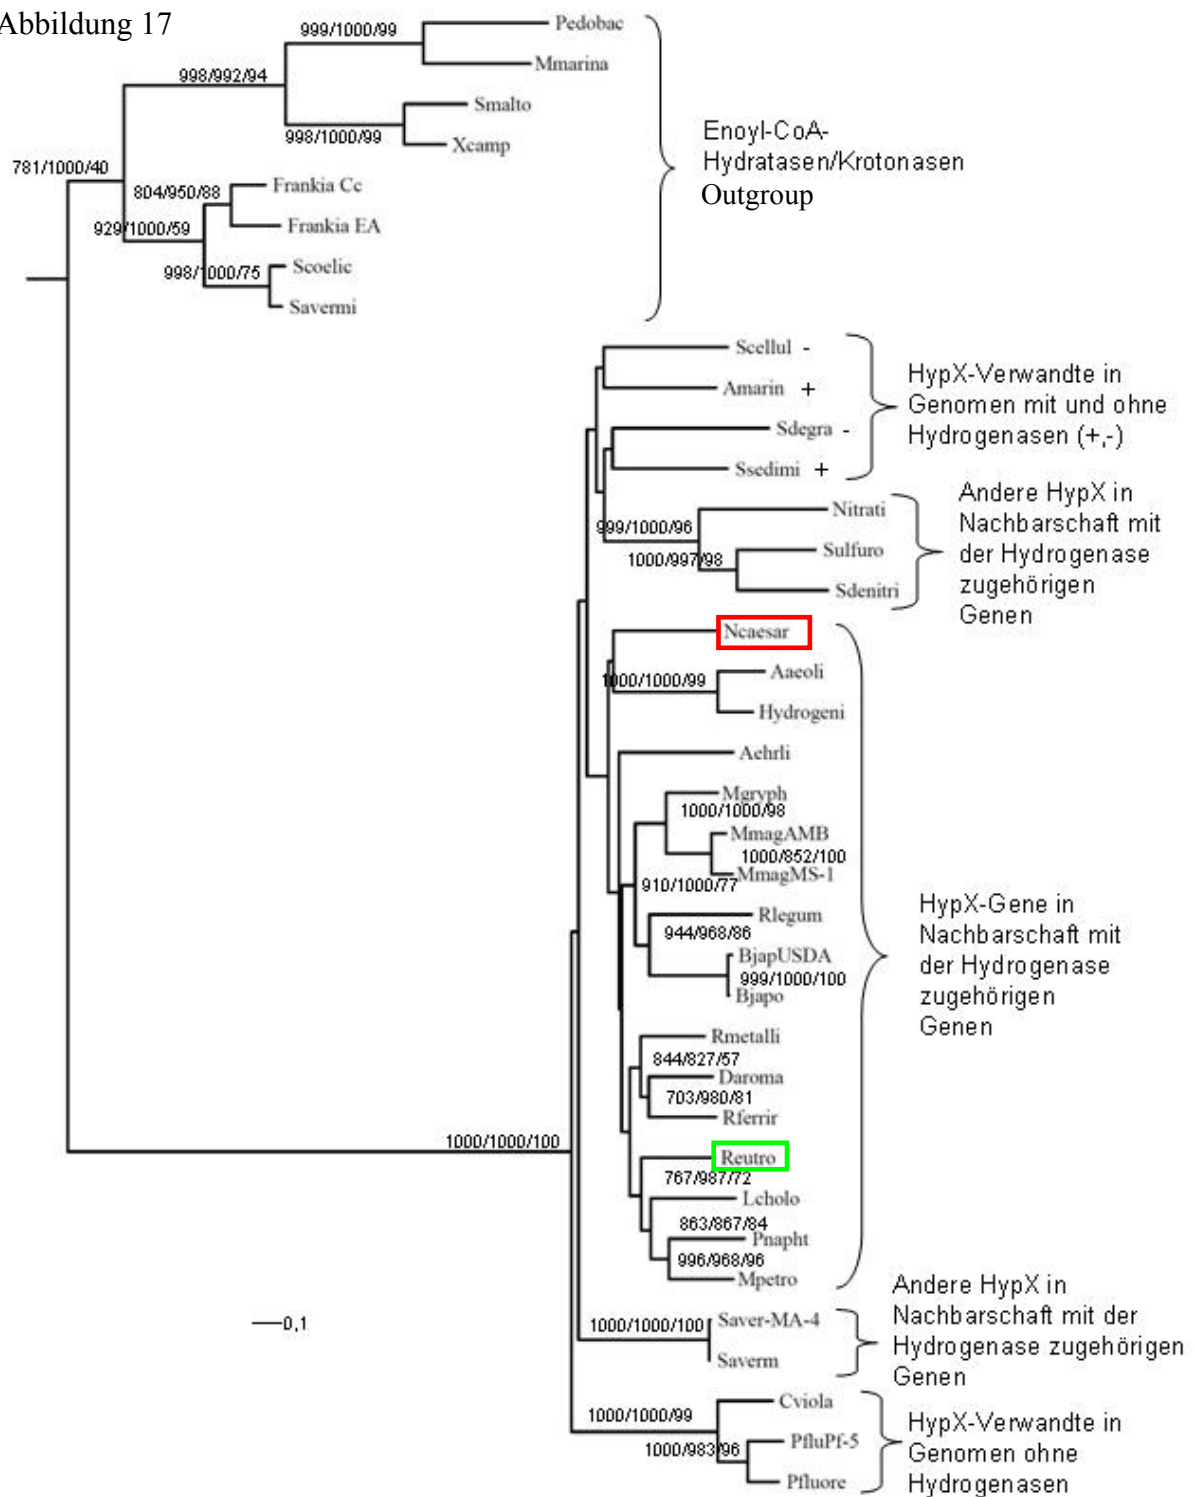 Abbildung 17
999/1000/99
Pedobac
Mmarina
998/992/94
Smalto
998/1000/99
Xcamp
781/1000/40
804/950/88
Frankia Cc
929/1000/59
Frankia EA
998/1000/75
Scoelic
Savermi
Enoyl-CoA-
Hydratasen/Krotonasen
Outgroup
Scellul -
Amarin +
Sdegra -
Ssedimi +
HypX-Verwandte in
Genomen mit und ohne
Hydrogenasen (+,-)
999/1000/96
Nitrati
1000/997/98
Sulfuro
Sdenitri
Andere HypX in
Nachbarschaft mit
der Hydrogenase
zugehörigen
Genen
Ncaesar
1000/1000/99
Aaeoli
Hydrogeni
Aehrli
Mgryph
1000/1000/98
MmagAMB
1000/852/100
MmagMS-1
910/1000/77
Rlegum
944/968/86
BjapUSDA
999/1000/100
Bjapo
Rmetalli
844/827/57
Daroma
703/980/81
Rferrir
Reutro
767/987/72
Lcholo
863/867/84
Pnapht
996/968/96
Mpetro
HypX-Gene in
Nachbarschaft mit
der Hydrogenase
zugehörigen
Genen
1000/1000/100
1000/1000/100
Saver-MA-4
Saverm
Andere HypX in
Nachbarschaft mit der
Hydrogenase zugehörigen
Genen
0,1
1000/1000/99
Cviola
1000/983/96
PfluPf-5
Pfluore
HypX-Verwandte in
Genomen ohne
Hydrogenasen